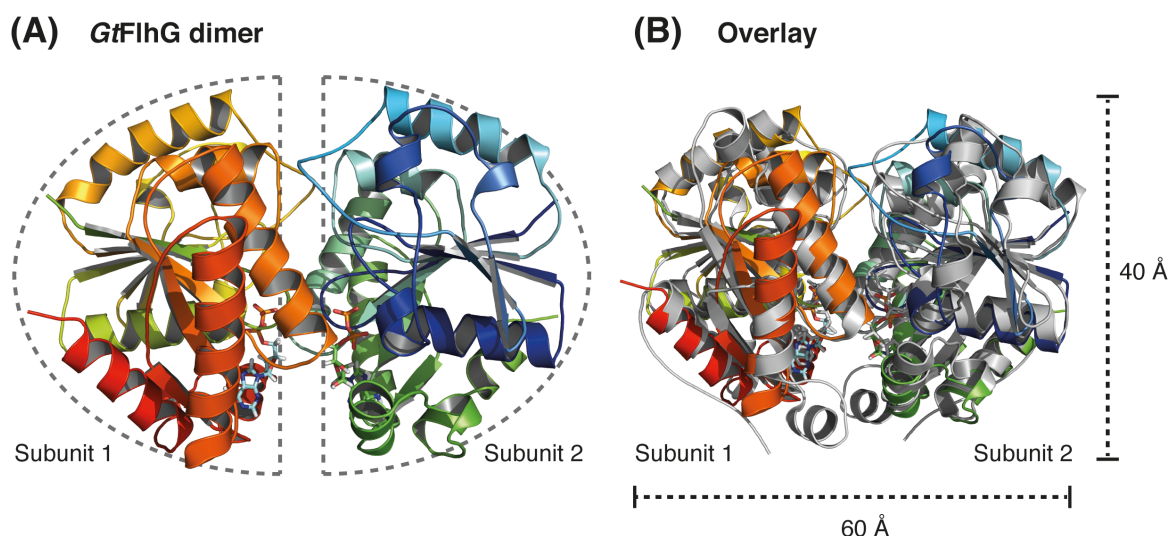 (A) GtFlhG dimer
(B) Overlay
Subunit 1
Subunit 2
Subunit 1
Subunit 2
40 Å
60 Å